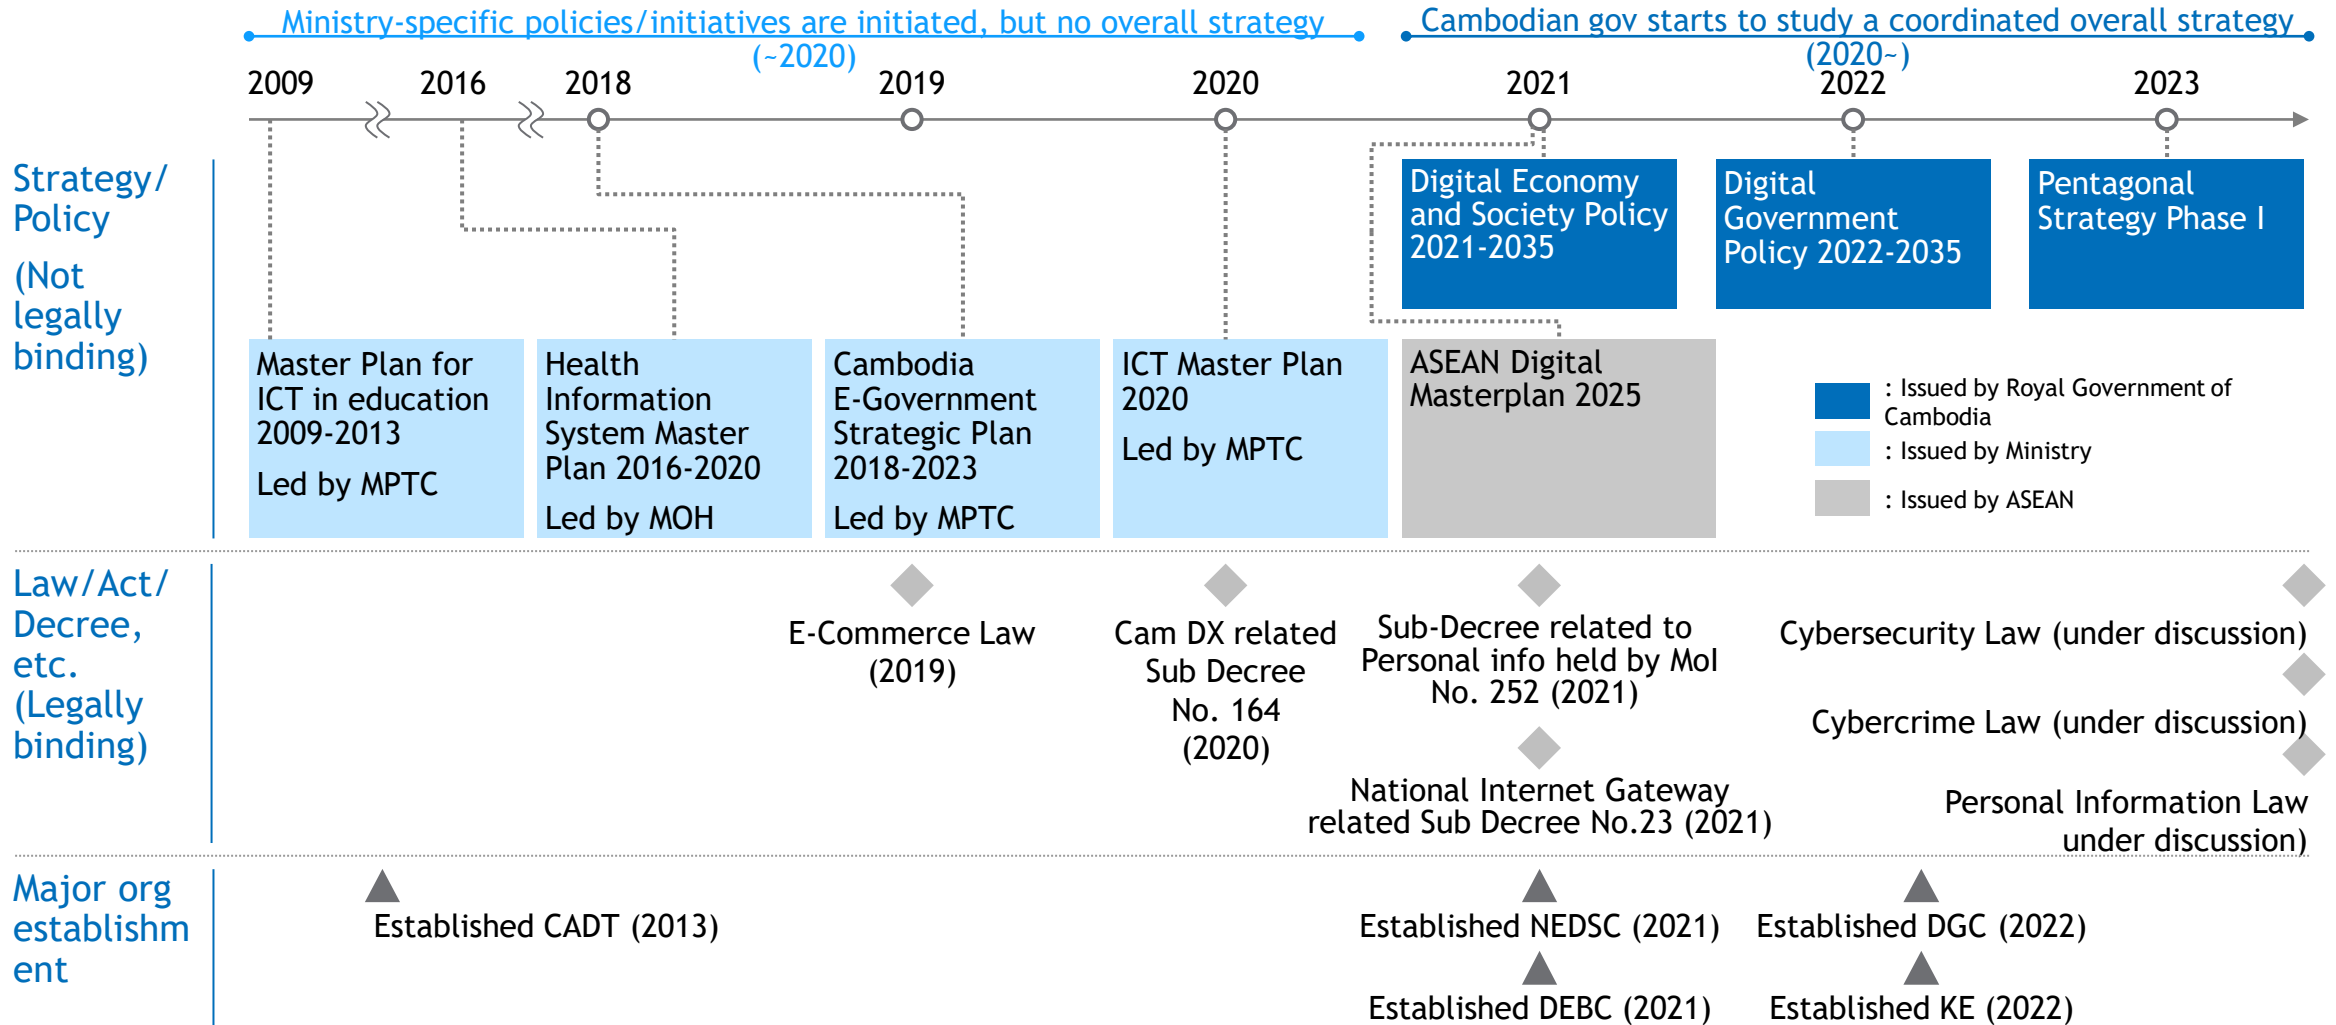 Ministry-specific policies/initiatives are initiated, but no overall strategy
(~2020)
Cambodian gov starts to study a coordinated overall strategy
(2020~)
2009
2016
2018
2019
2020
2021
2022
2023
Strategy/
Policy
(Not
legally
binding)
Digital Economy
and Society Policy
2021-2035
Digital
Government
Policy 2022-2035
Pentagonal
Strategy Phase I
Master Plan for
ICT in education
2009-2013
Led by MPTC
Health
Information
System Master
Plan 2016-2020
Led by MOH
Cambodia
E-Government
Strategic Plan
2018-2023
Led by MPTC
ICT Master Plan
2020
Led by MPTC
ASEAN Digital
Masterplan 2025
: Issued by Royal Government of
Cambodia
: Issued by Ministry
: Issued by ASEAN
Law/Act/
Decree,
etc.
(Legally
binding)
E-Commerce Law
(2019)
Cam DX related
Sub Decree
No. 164
(2020)
Sub-Decree related to
Personal info held by MoI
No. 252 (2021)
National Internet Gateway
related Sub Decree No.23 (2021)
Cybersecurity Law (under discussion)
Cybercrime Law (under discussion)
Personal Information Law
under discussion)
Major org
establishm
ent
Established CADT (2013)
Established NEDSC (2021)
Established DEBC (2021)
Established DGC (2022)
Established KE (2022)